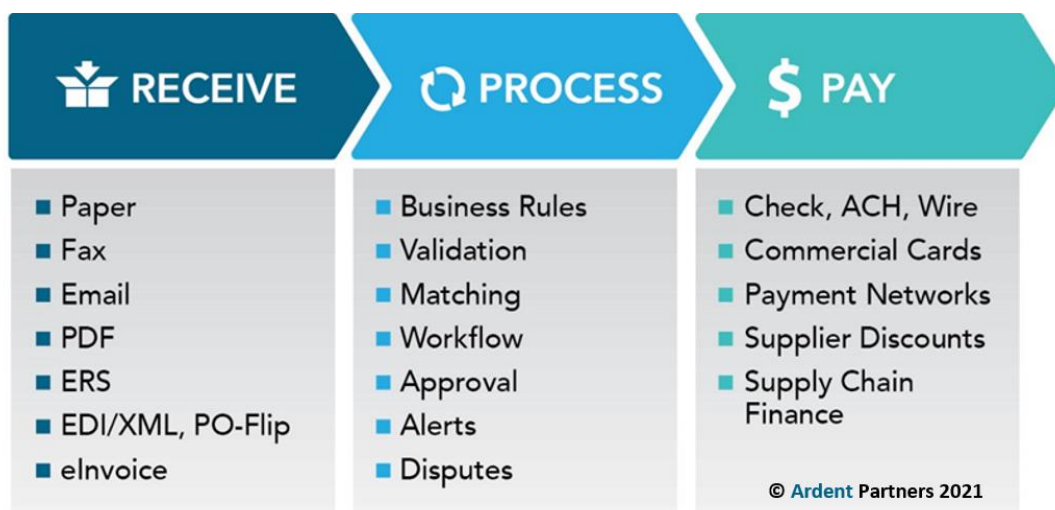 RECEIVE
Paper
Fax
Email
PDF
ERS
EDI/XML, PO-Flip
eInvoice
PROCESS
Business Rules
Validation
Matching
Workflow
Approval
Alerts
Disputes
$ PAY
Check, ACH, Wire
Commercial Cards
Payment Networks
Supplier Discounts
Supply Chain
Finance
© Ardent Partners 2021